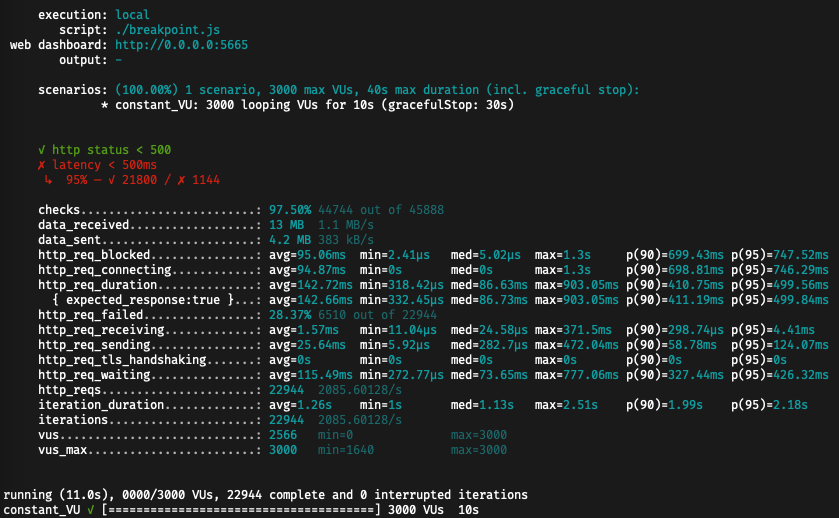 execution: local
script: ./breakpoint.js
web dashboard: http://0.0.0.0:5665
output: -
scenarios: (100.00%) 1 scenario, 3000 max VUs, 40s max duration (incl. graceful stop):
* constant_VU: 3000 looping VUs for 10s (gracefulStop: 30s)
✓ http status < 500
✗ latency < 500ms
↳ 95% — ✓ 21800 / ✗ 1144
checks.........................: 97.50% 44744 out of 45888
data_received..................: 13 MB 1.1 MB/s
data_sent......................: 4.2 MB 383 kB/s
http_req_blocked...............: avg=95.06ms min=2.41µs med=5.02µs max=1.3s p(90)=699.43ms p(95)=747.52ms
http_req_connecting............: avg=94.87ms min=0s med=0s max=1.3s p(90)=698.81ms p(95)=746.29ms
http_req_duration..............: avg=142.72ms min=318.42µs med=86.63ms max=903.05ms p(90)=410.75ms p(95)=499.56ms
{ expected_response:true }...: avg=142.66ms min=332.45µs med=86.73ms max=903.05ms p(90)=411.19ms p(95)=499.84ms
http_req_failed................: 28.37% 6510 out of 22944
http_req_receiving.............: avg=1.57ms min=11.04µs med=24.58µs max=371.5ms p(90)=298.74µs p(95)=4.41ms
http_req_sending...............: avg=25.64ms min=5.92µs med=282.7µs max=472.04ms p(90)=58.78ms p(95)=124.07ms
http_req_tls_handshaking.......: avg=0s min=0s med=0s max=0s p(90)=0s p(95)=0s
http_req_waiting...............: avg=115.49ms min=272.77µs med=73.65ms max=777.06ms p(90)=327.44ms p(95)=426.32ms
http_reqs......................: 22944 2085.60128/s
iteration_duration.............: avg=1.26s min=1s med=1.13s max=2.51s p(90)=1.99s p(95)=2.18s
iterations.....................: 22944 2085.60128/s
vus............................: 2566 min=0 max=3000
vus_max........................: 3000 min=1640 max=3000
running (11.0s), 0000/3000 VUs, 22944 complete and 0 interrupted iterations
constant_VU ✓ [======================================] 3000 VUs 10s